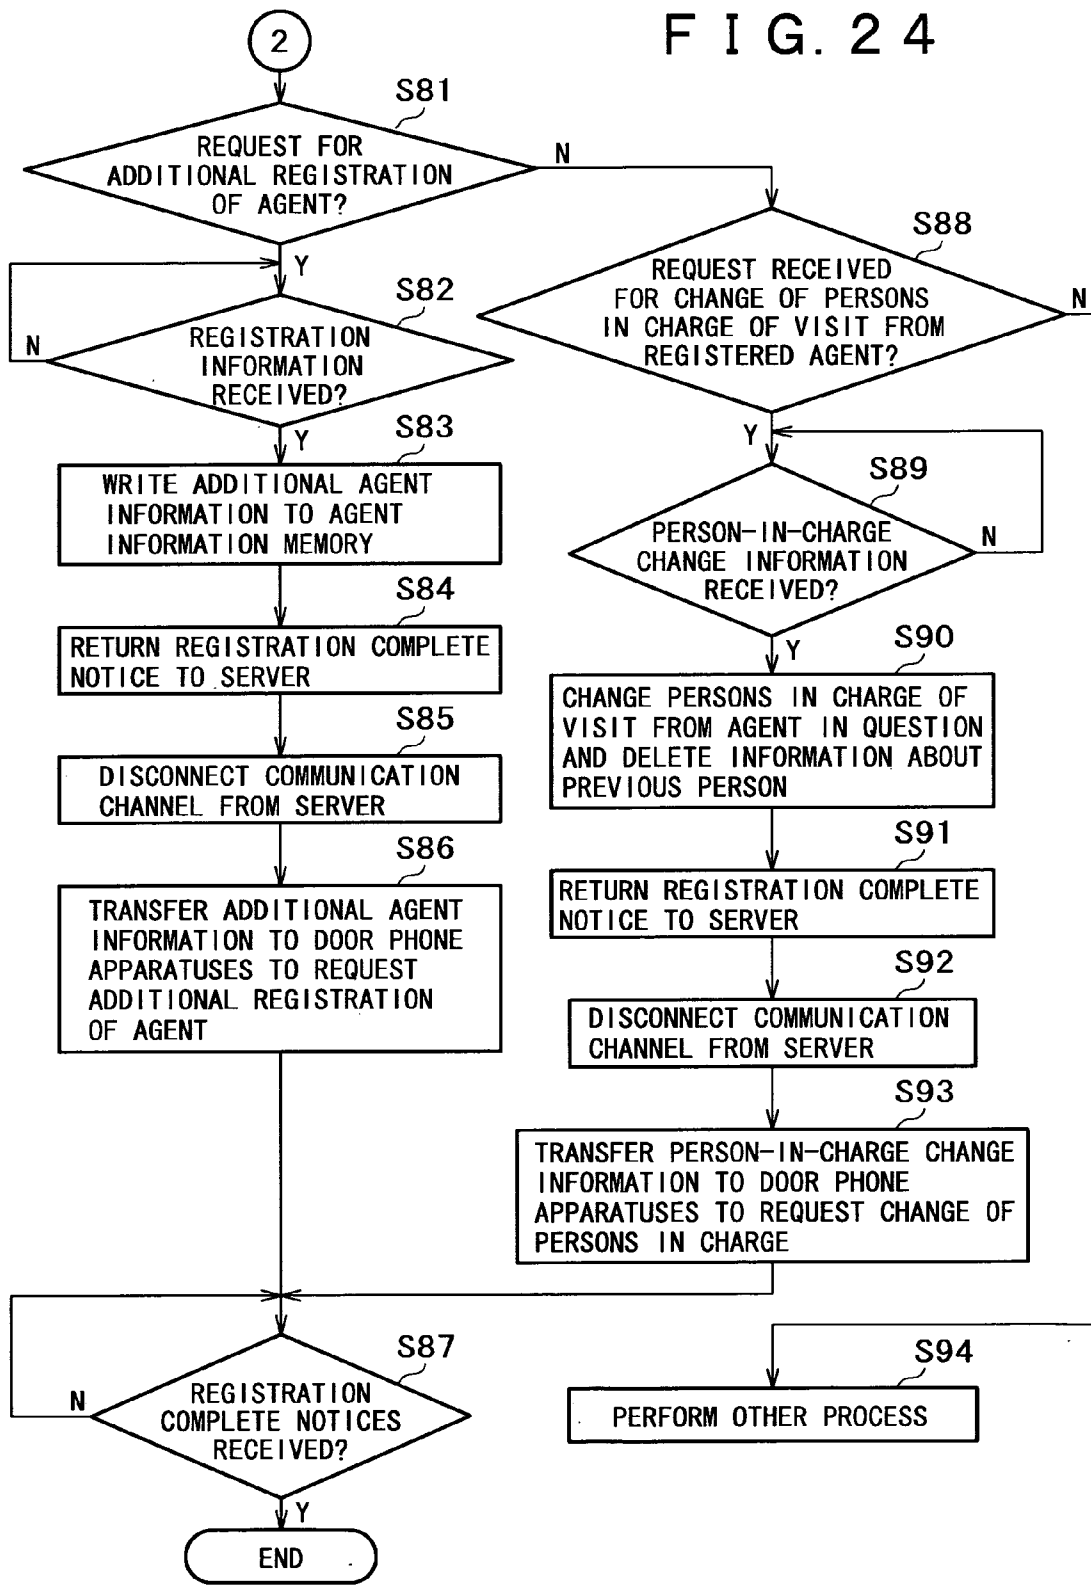 FIG. 24
2
S81
REQUEST FOR
ADDITIONAL REGISTRATION
OF AGENT?
N
Y
S82
REGISTRATION
INFORMATION
RECEIVED?
N
Y
S83
WRITE ADDITIONAL AGENT
INFORMATION TO AGENT
INFORMATION MEMORY
S84
RETURN REGISTRATION COMPLETE
NOTICE TO SERVER
S85
DISCONNECT COMMUNICATION
CHANNEL FROM SERVER
S86
TRANSFER ADDITIONAL AGENT
INFORMATION TO DOOR PHONE
APPARATUSES TO REQUEST
ADDITIONAL REGISTRATION
OF AGENT
S87
REGISTRATION
COMPLETE NOTICES
RECEIVED?
N
Y
END
S88
REQUEST RECEIVED
FOR CHANGE OF PERSONS
IN CHARGE OF VISIT FROM
REGISTERED AGENT?
N
Y
S89
PERSON-IN-CHARGE
CHANGE INFORMATION
RECEIVED?
N
Y
S90
CHANGE PERSONS IN CHARGE OF
VISIT FROM AGENT IN QUESTION
AND DELETE INFORMATION ABOUT
PREVIOUS PERSON
S91
RETURN REGISTRATION COMPLETE
NOTICE TO SERVER
S92
DISCONNECT COMMUNICATION
CHANNEL FROM SERVER
S93
TRANSFER PERSON-IN-CHARGE CHANGE
INFORMATION TO DOOR PHONE
APPARATUSES TO REQUEST CHANGE OF
PERSONS IN CHARGE
S94
PERFORM OTHER PROCESS